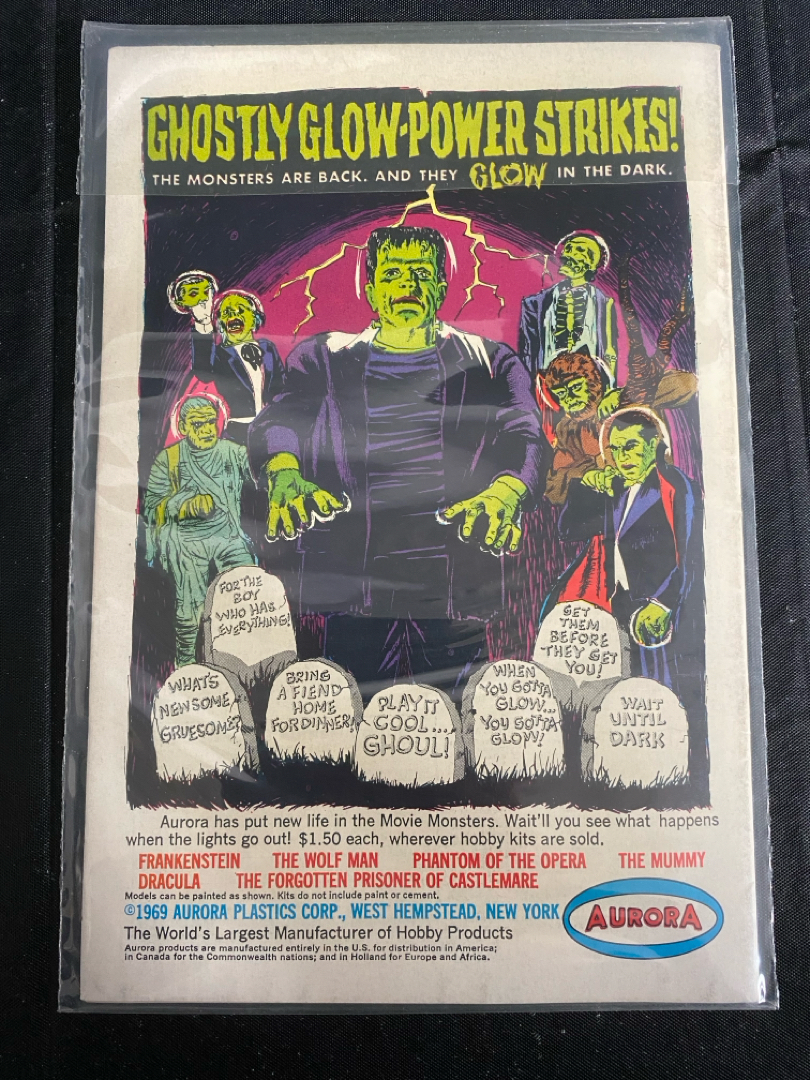 GHOSTLY GLOW-POWER STRIKES!
THE MONSTERS ARE BACK. AND THEY GLOW IN THE DARK.
FOR THE
BOY
WHO HAS
EVERYTHING!
GET
THEM
BEFORE
THEY GET
YOU!
WHAT'S
NEWSOME
GRUESOME?
BRING
A FIEND
HOME
FOR DINNER!
PLAY IT
COOL...
GHOUL!
WHEN
YOU GOTTA
GLOW...
YOU GOTTA
GLOW!
WAIT
UNTIL
DARK
Aurora has put new life in the Movie Monsters. Wait'll you see what happens
when the lights go out! $1.50 each, wherever hobby kits are sold.
FRANKENSTEIN THE WOLF MAN PHANTOM OF THE OPERA THE MUMMY
DRACULA THE FORGOTTEN PRISONER OF CASTLEMARE
Models can be painted as shown. Kits do not include paint or cement.
©1969 AURORA PLASTICS CORP., WEST HEMPSTEAD, NEW YORK
AURORA
The World's Largest Manufacturer of Hobby Products
Aurora products are manufactured entirely in the U.S. for distribution in America;
in Canada for the Commonwealth nations; and in Holland for Europe and Africa.